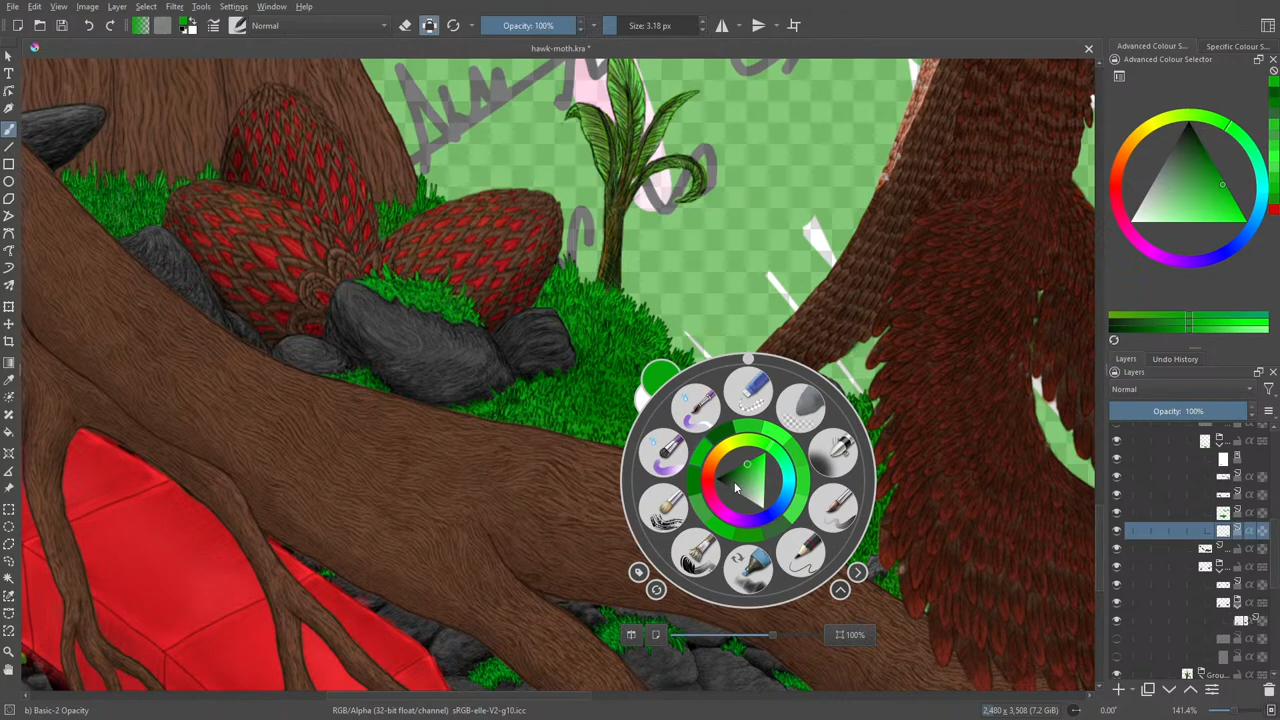 File Edit View Image Layer Select Filter Tools Settings Window Help
Normal
Opacity: 100%
Size: 3.18 px
hawk-moth.kra *
Advanced Colour S... Specific Colour S...
Advanced Colour Selector
Layers Undo History
Layers
Normal
Opacity: 100%
Grou...
100%
b) Basic-2 Opacity
RGB/Alpha (32-bit float/channel) sRGB-elle-V2-g10.icc
2,480 x 3,508 (7.2 GiB)
0.00°
141.4%